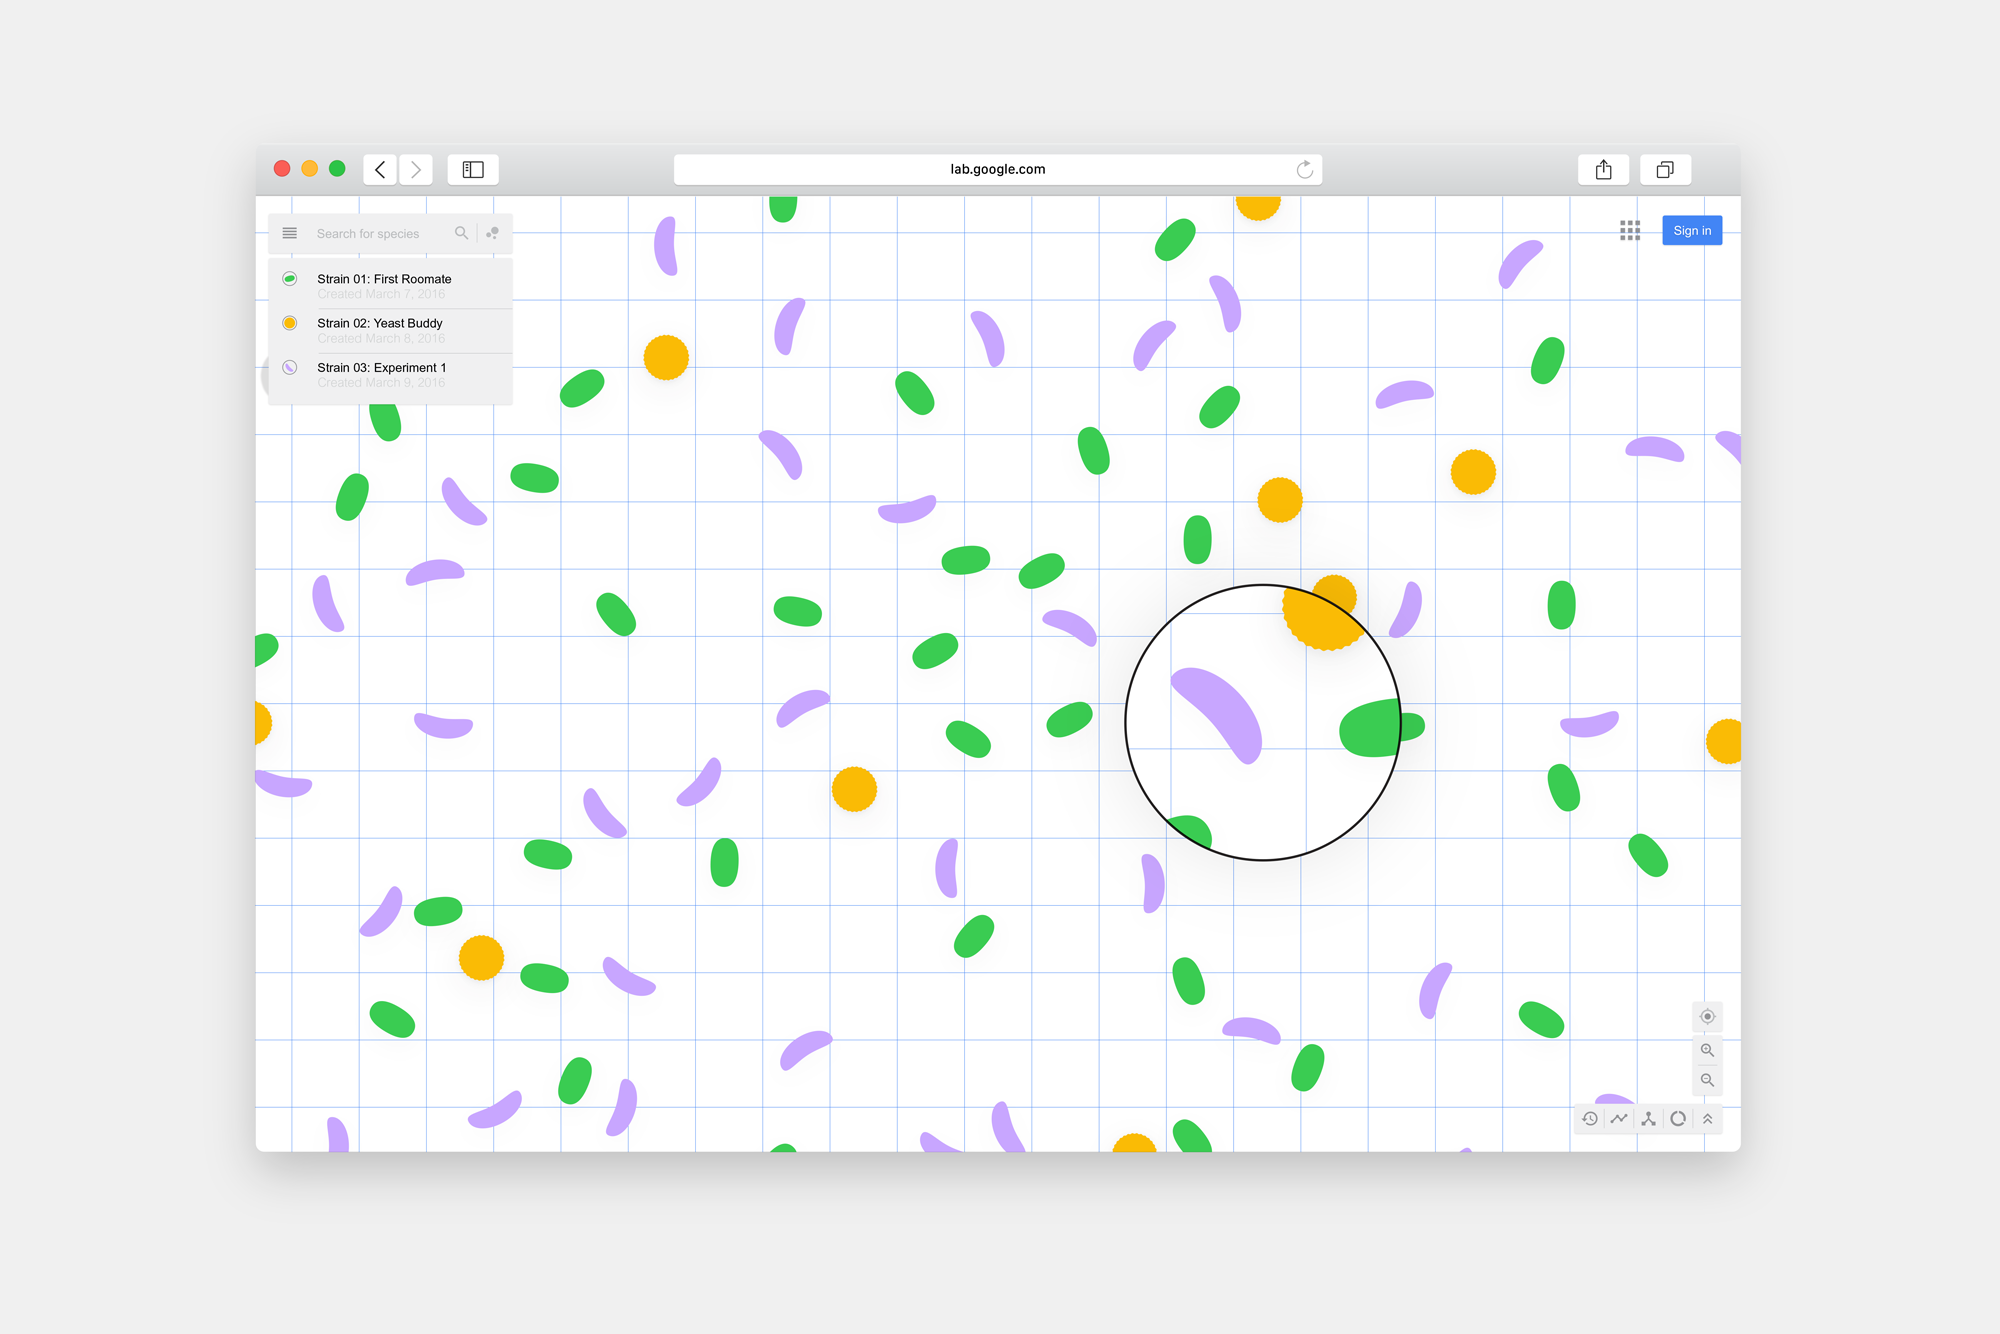 lab.google.com
Search for species
Sign in
Strain 01: First Roomate
Created March 7, 2016
Strain 02: Yeast Buddy
Created March 8, 2016
Strain 03: Experiment 1
Created March 9, 2016